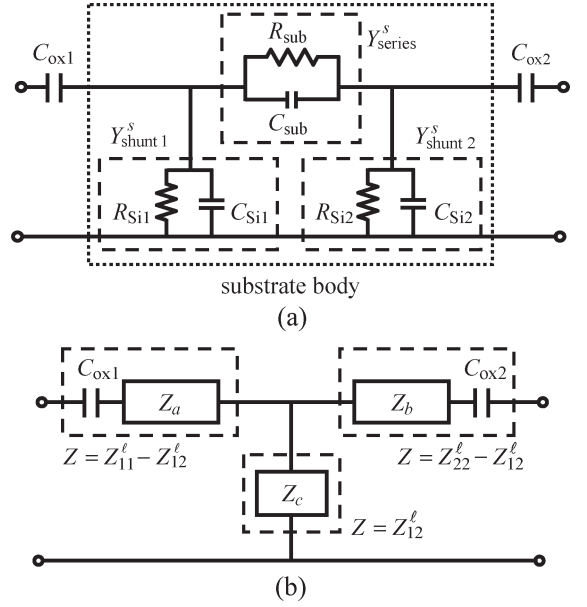 R_sub
Y^s_series
C_ox1
C_ox2
C_sub
Y^s_shunt 1
Y^s_shunt 2
R_Si1
C_Si1
R_Si2
C_Si2
substrate body
(a)
C_ox1
C_ox2
Z_a
Z_b
Z = Z^ℓ_11 − Z^ℓ_12
Z = Z^ℓ_22 − Z^ℓ_12
Z_c
Z = Z^ℓ_12
(b)